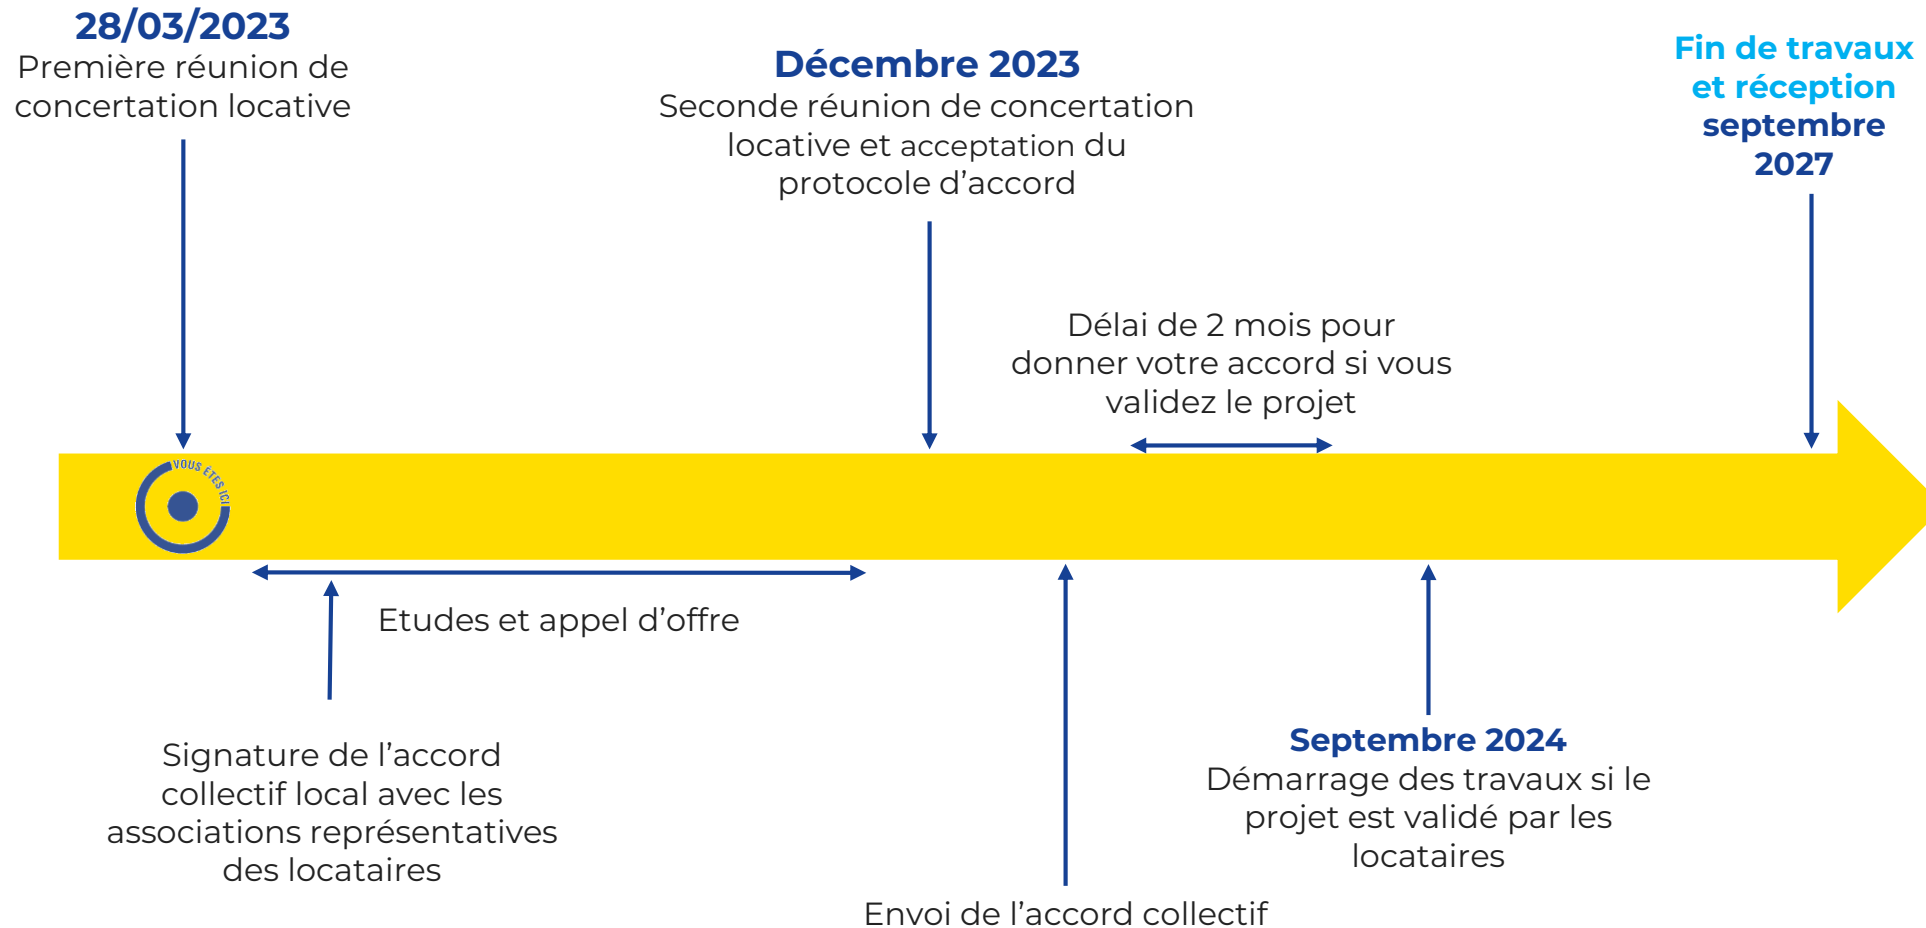 28/03/2023
Première réunion de
concertation locative
Décembre 2023
Seconde réunion de concertation
locative et acceptation du
protocole d’accord
Fin de travaux
et réception
septembre
2027
Délai de 2 mois pour
donner votre accord si vous
validez le projet
VOUS ÊTES ICI
Etudes et appel d’offre
Signature de l’accord
collectif local avec les
associations représentatives
des locataires
Septembre 2024
Démarrage des travaux si le
projet est validé par les
locataires
Envoi de l’accord collectif